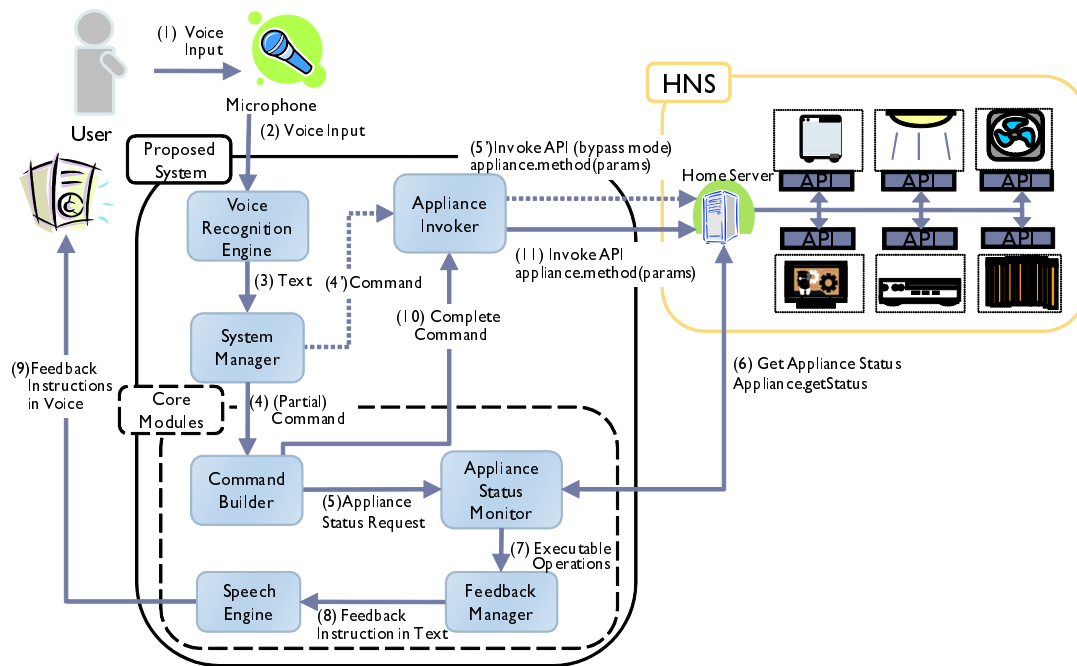 (1) Voice
Input
HNS
Microphone
User
(2) Voice Input
Proposed
System
(5')Invoke API (bypass mode)
appliance.method(params)
Home Server
API
API
API
Voice
Recognition
Engine
Appliance
Invoker
(11) Invoke API
appliance.method(params)
API
API
API
(3) Text
(4')Command
(10) Complete
Command
System
Manager
(9)Feedback
Instructions
in Voice
(6) Get Appliance Status
Appliance.getStatus
Core
Modules
(4) (Partial)
Command
Command
Builder
(5)Appliance
Status Request
Appliance
Status
Monitor
(7) Executable
Operations
Speech
Engine
(8) Feedback
Instruction in Text
Feedback
Manager